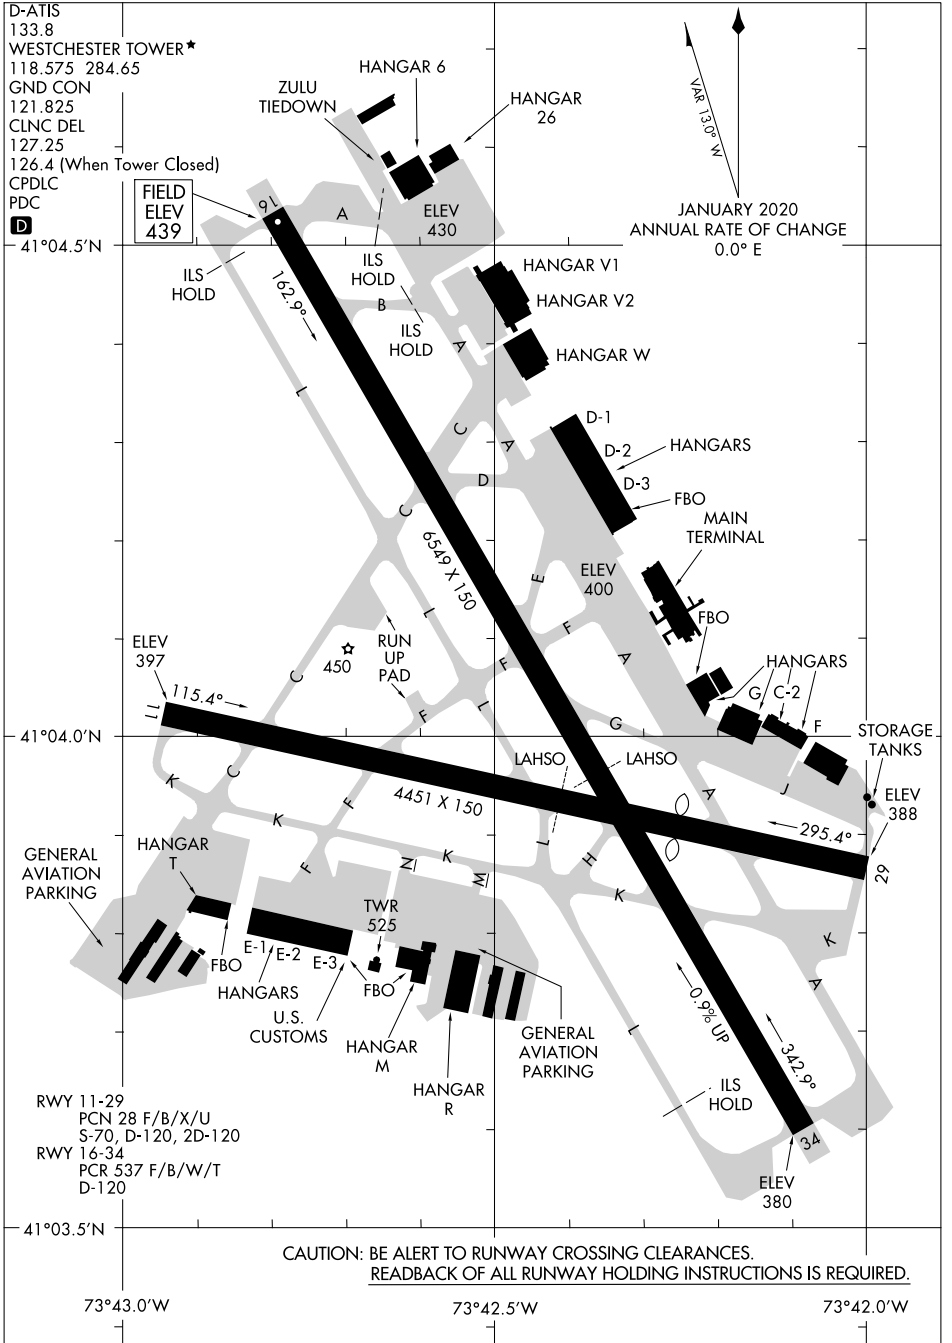 D-ATIS
133.8
WESTCHESTER TOWER★
118.575 284.65
GND CON
121.825
CLNC DEL
127.25
126.4 (When Tower Closed)
CPDLC
PDC
D
FIELD
ELEV
439
ZULU
TIEDOWN
HANGAR 6
HANGAR
26
VAR 13.0° W
JANUARY 2020
ANNUAL RATE OF CHANGE
0.0° E
41°04.5'N
16
A
ELEV
430
ILS
HOLD
ILS
HOLD
162.9°
B
ILS
HOLD
A
HANGAR V1
HANGAR V2
HANGAR W
L
C
A
D
D-1
D-2
D-3
HANGARS
FBO
C
6549 X 150
MAIN
TERMINAL
E
ELEV
400
L
F
FBO
ELEV
397
450
RUN
UP
PAD
F
A
C
HANGARS
G
C-2
F
115.4°
11
F
L
G
STORAGE
TANKS
41°04.0'N
LAHSO
LAHSO
K
C
F
4451 X 150
A
J
ELEV
388
295.4°
29
K
L
H
HANGAR
T
GENERAL
AVIATION
PARKING
F
N
K
M
K
TWR
525
K
FBO
E-1
E-2
E-3
HANGARS
U.S.
CUSTOMS
FBO
HANGAR
M
HANGAR
R
GENERAL
AVIATION
PARKING
A
0.9% UP
L
342.9°
ILS
HOLD
34
ELEV
380
RWY 11-29
PCN 28 F/B/X/U
S-70, D-120, 2D-120
RWY 16-34
PCR 537 F/B/W/T
D-120
41°03.5'N
CAUTION: BE ALERT TO RUNWAY CROSSING CLEARANCES.
READBACK OF ALL RUNWAY HOLDING INSTRUCTIONS IS REQUIRED.
73°43.0'W
73°42.5'W
73°42.0'W